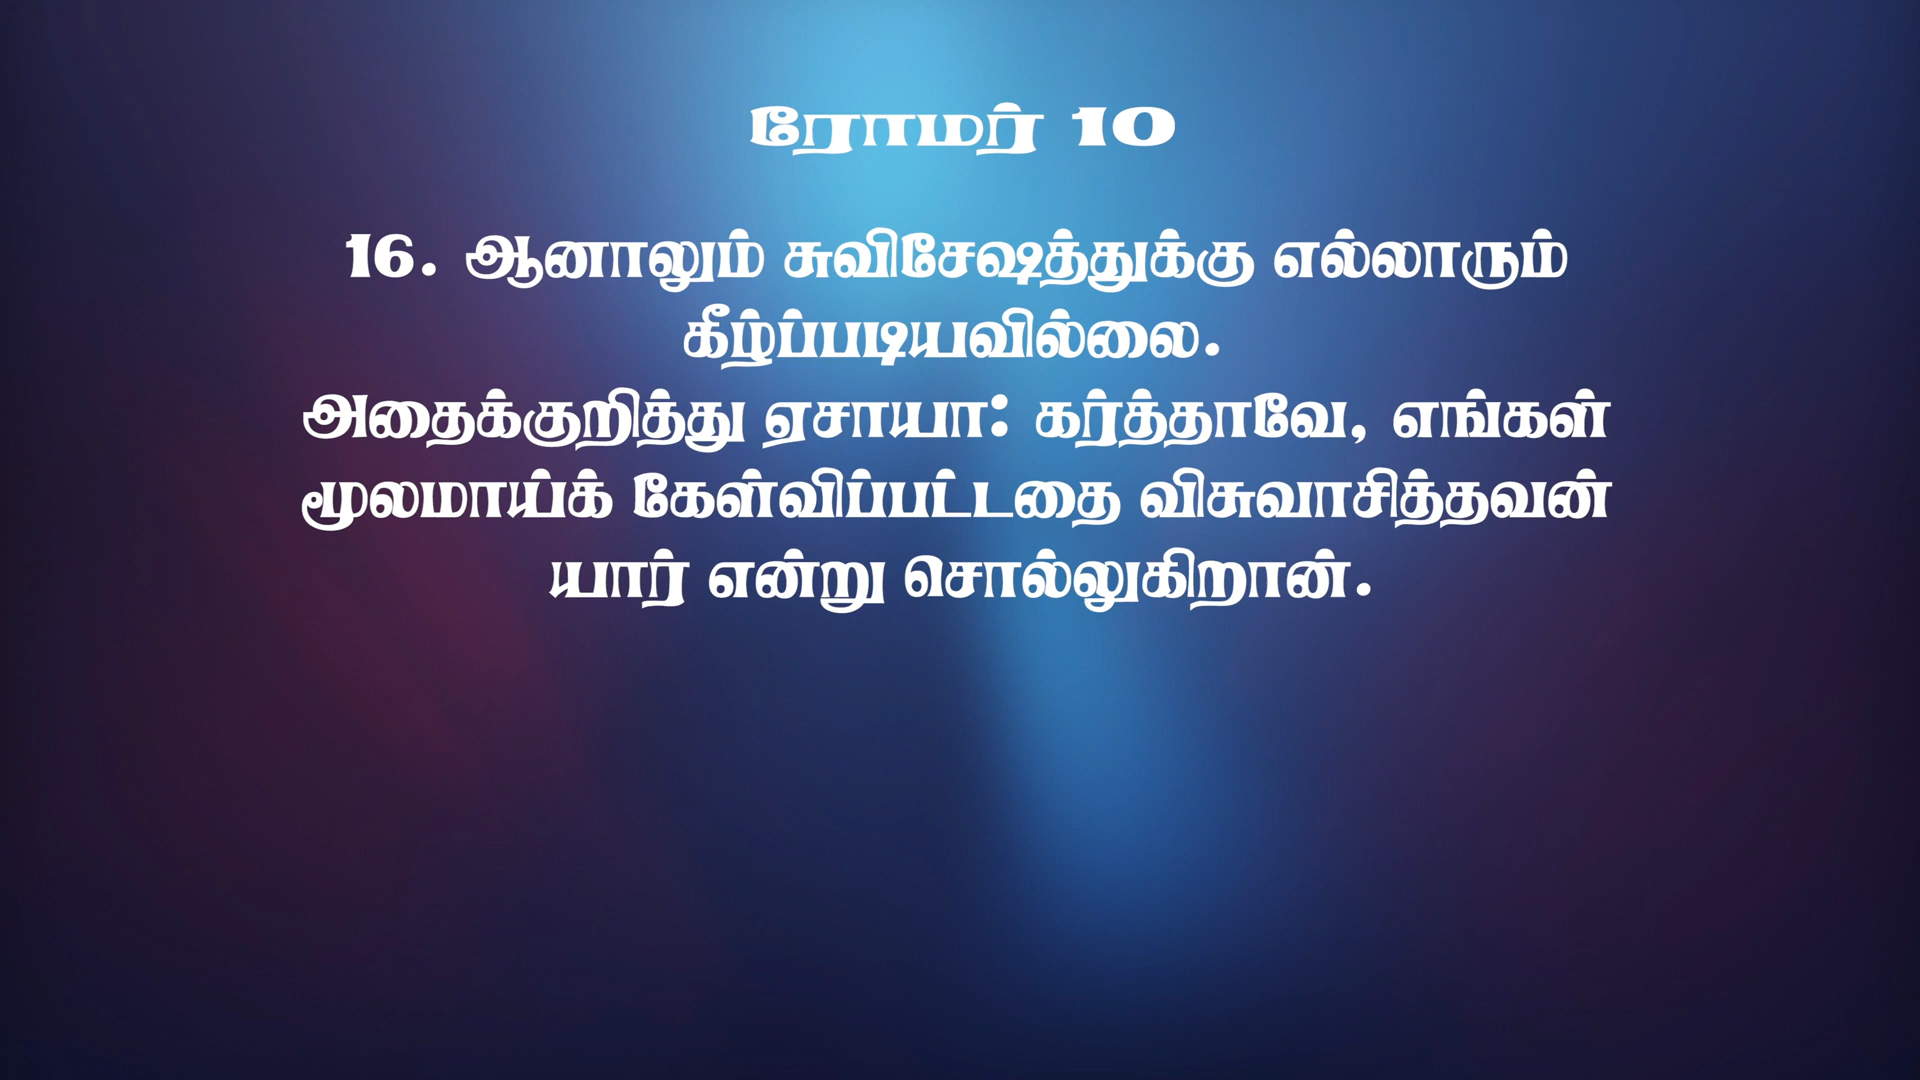 ரோமர் 10
16. ஆனாலும் சுவிசேஷத்துக்கு எல்லாரும்
கீழ்ப்படியவில்லை.
அதைக்குறித்து ஏசாயா: கர்த்தாவே, எங்கள்
மூலமாய்க் கேள்விப்பட்டதை விசுவாசித்தவன்
யார் என்று சொல்லுகிறான்.